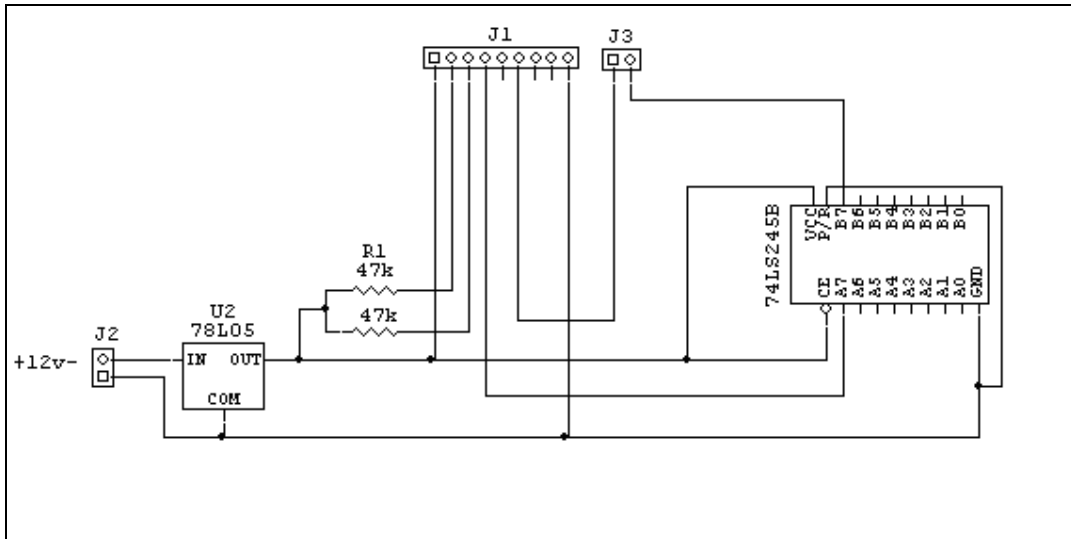 J1
J3
74LS245B
VCC
P/R
B7
B6
B5
B4
B3
B2
B1
B0
CE
A7
A6
A5
A4
A3
A2
A1
A0
GND
R1
47k
47k
U2
78L05
J2
+12v-
IN OUT
COM